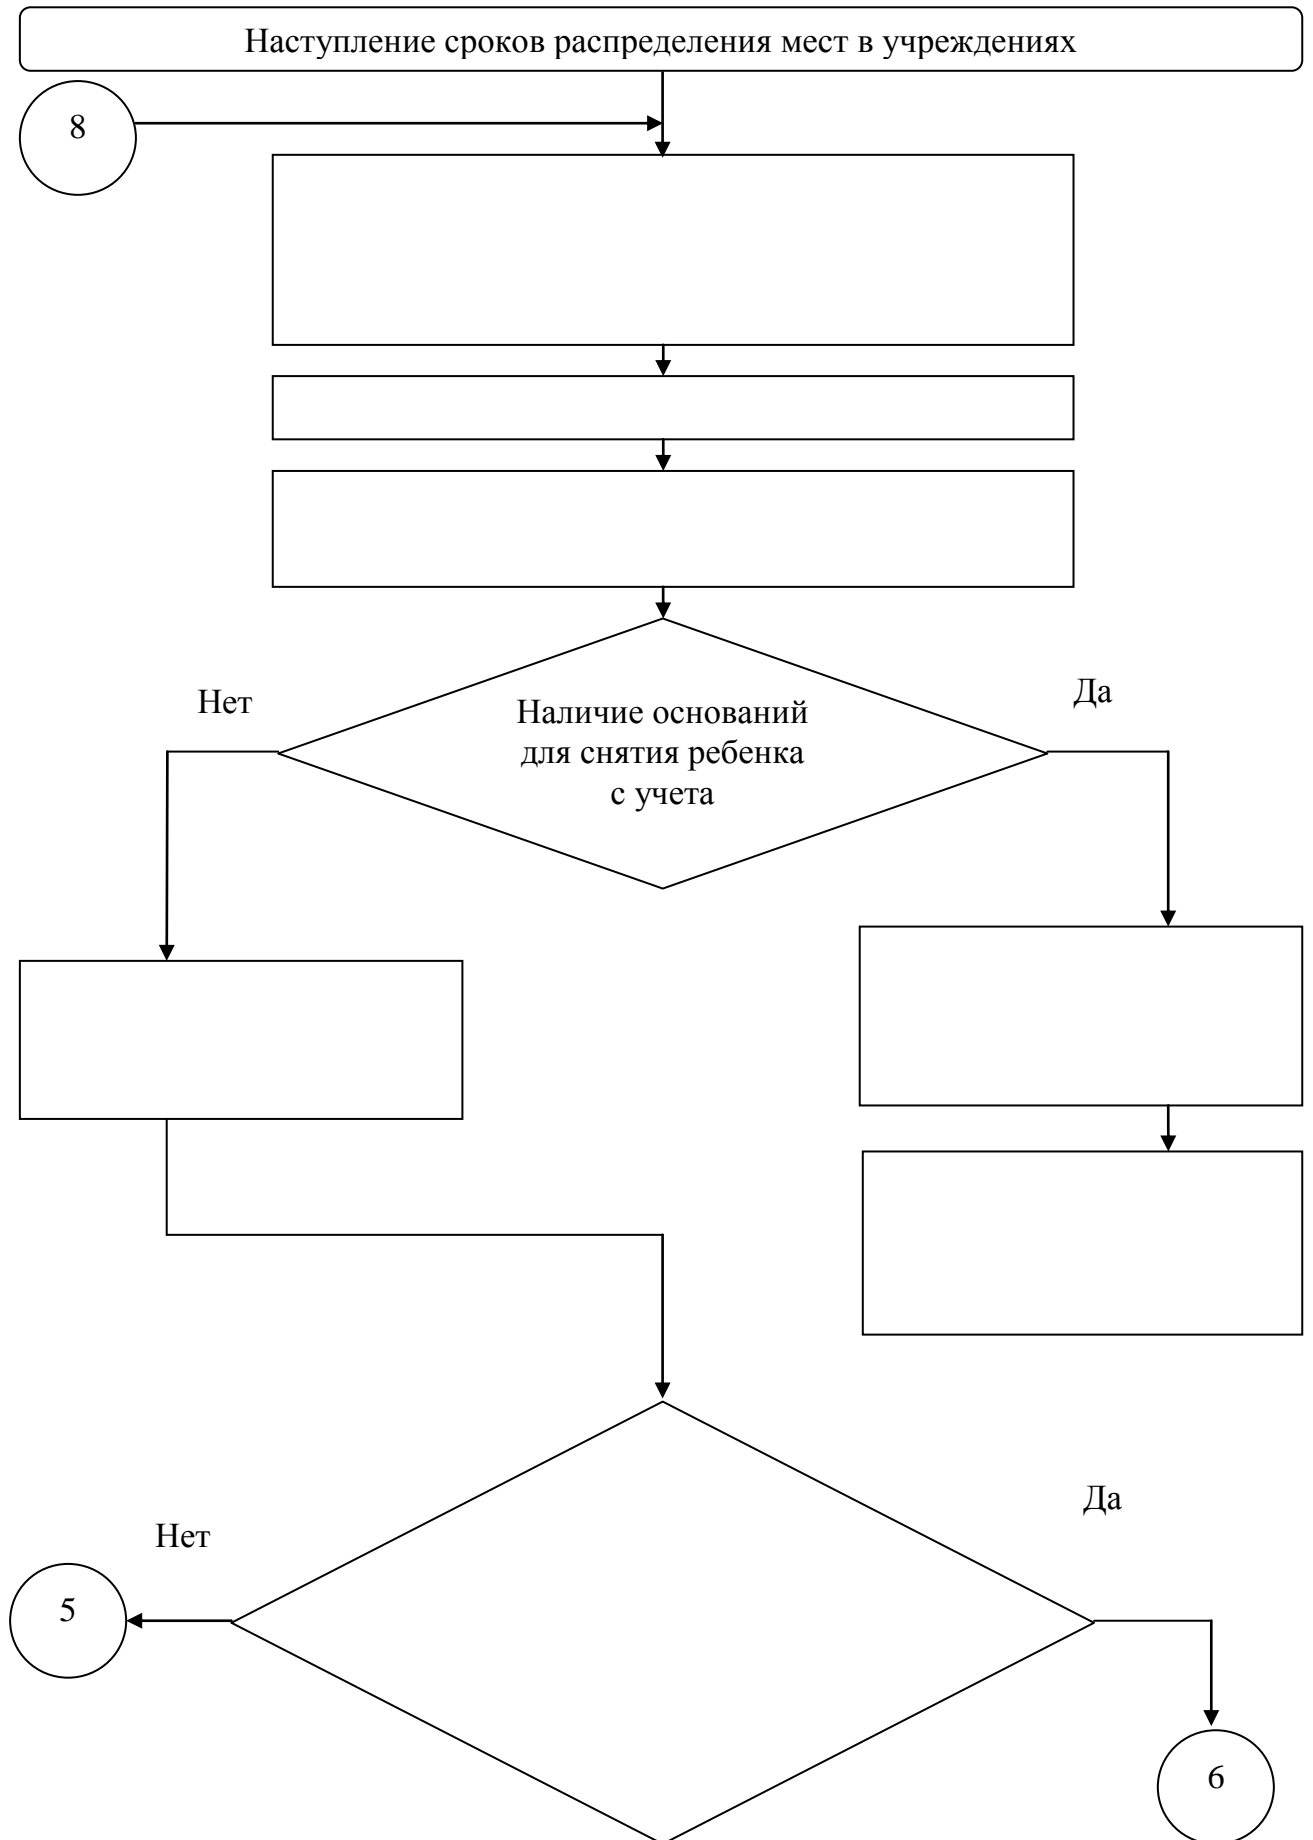 Наступление сроков распределения мест в учреждениях
8
Нет
Да
Наличие оснований
для снятия ребенка
с учета
Да
Нет
5
6